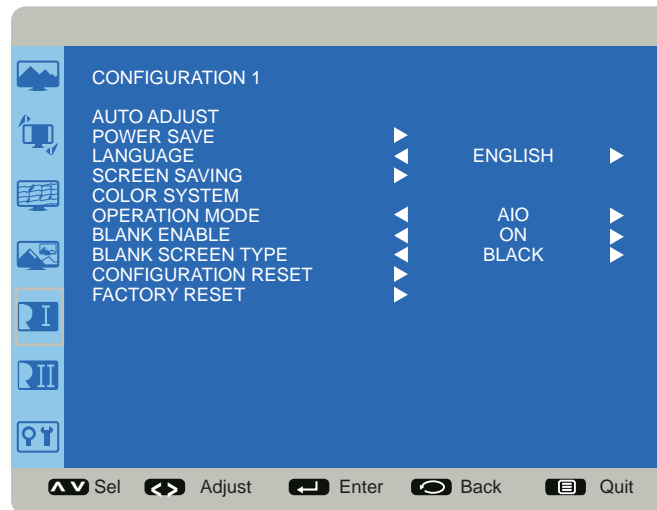 CONFIGURATION 1
AUTO ADJUST
POWER SAVE
LANGUAGE ENGLISH
SCREEN SAVING
COLOR SYSTEM
OPERATION MODE AIO
BLANK ENABLE ON
BLANK SCREEN TYPE BLACK
CONFIGURATION RESET
FACTORY RESET
I
II
Sel Adjust Enter Back Quit